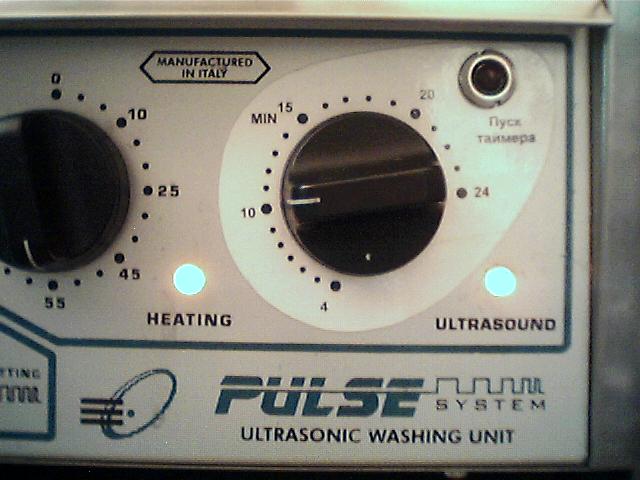 MANUFACTURED
IN ITALY
0
10
25
45
55
HEATING
MIN
15
20
24
10
4
Пуск
таймера
ULTRASOUND
TTING
PULSE
SYSTEM
ULTRASONIC WASHING UNIT